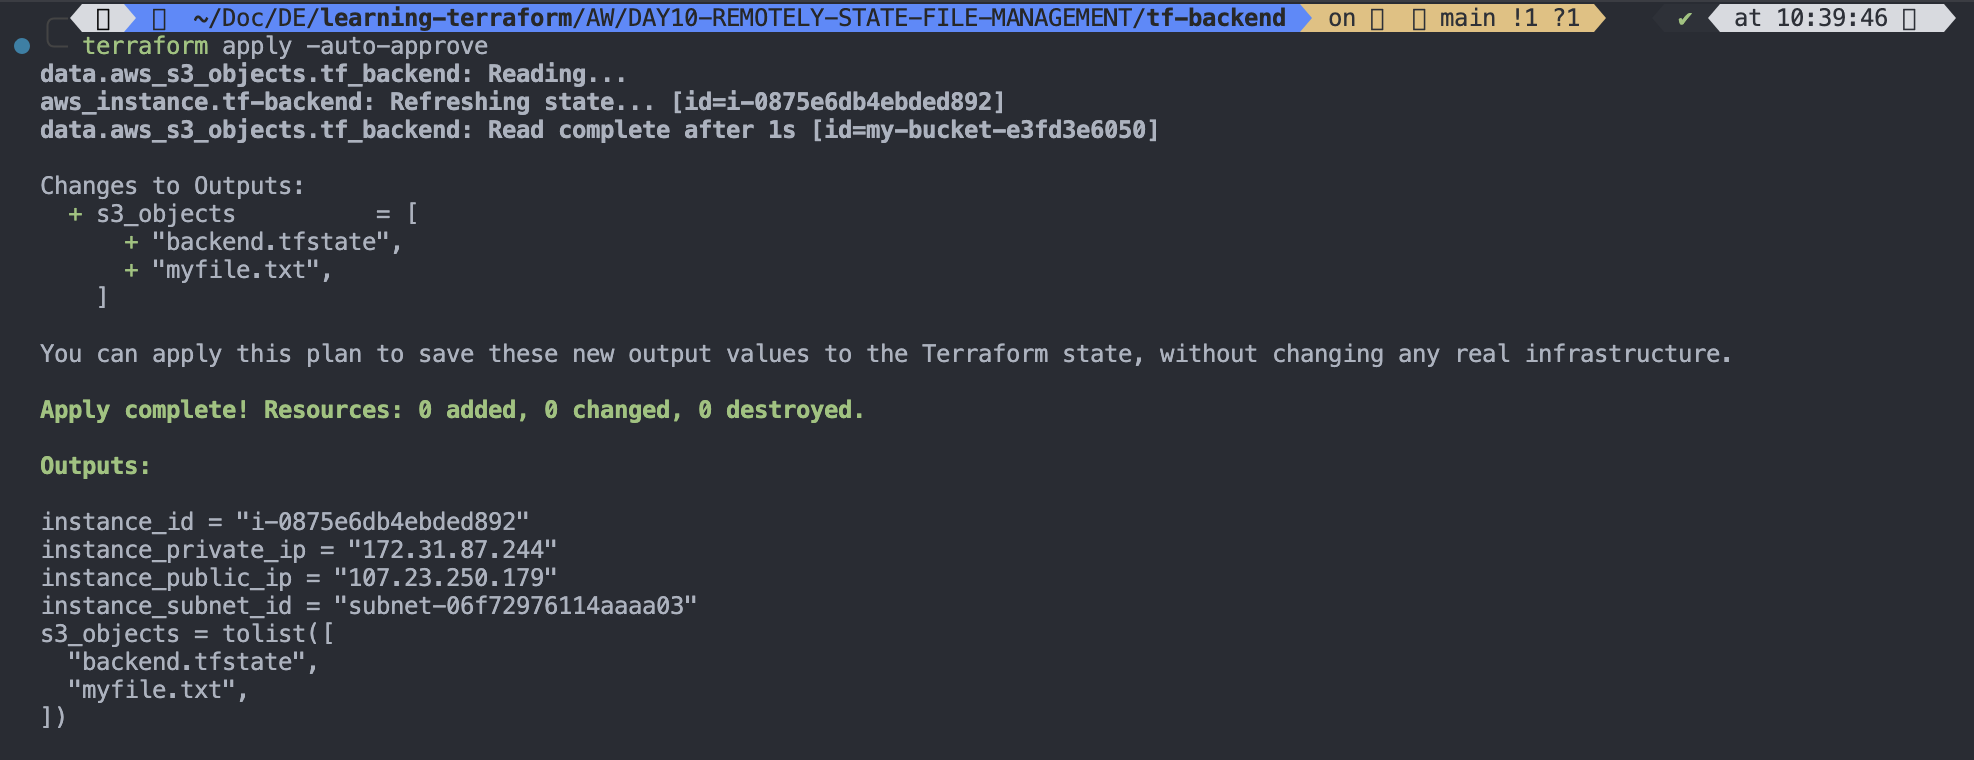 ~/Doc/DE/learning-terraform/AW/DAY10-REMOTELY-STATE-FILE-MANAGEMENT/tf-backend on main !1 ?1 ✔ at 10:39:46
terraform apply -auto-approve
data.aws_s3_objects.tf_backend: Reading...
aws_instance.tf-backend: Refreshing state... [id=i-0875e6db4ebded892]
data.aws_s3_objects.tf_backend: Read complete after 1s [id=my-bucket-e3fd3e6050]
Changes to Outputs:
+ s3_objects = [
+ "backend.tfstate",
+ "myfile.txt",
]
You can apply this plan to save these new output values to the Terraform state, without changing any real infrastructure.
Apply complete! Resources: 0 added, 0 changed, 0 destroyed.
Outputs:
instance_id = "i-0875e6db4ebded892"
instance_private_ip = "172.31.87.244"
instance_public_ip = "107.23.250.179"
instance_subnet_id = "subnet-06f72976114aaaa03"
s3_objects = tolist([
"backend.tfstate",
"myfile.txt",
])